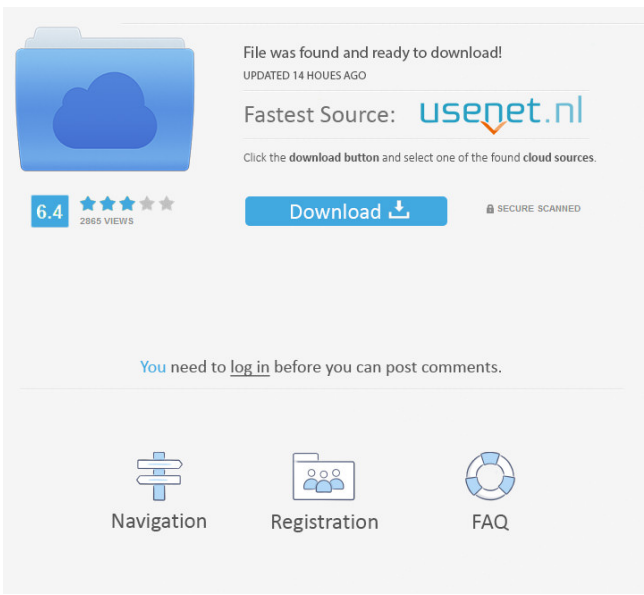 File was found and ready to download!
UPDATED 14 HOUES AGO
Fastest Source: usenet.nl
Click the download button and select one of the found cloud sources.
6.4
2865 VIEWS
Download
SECURE SCANNED
You need to log in before you can post comments.
Navigation
Registration
FAQ